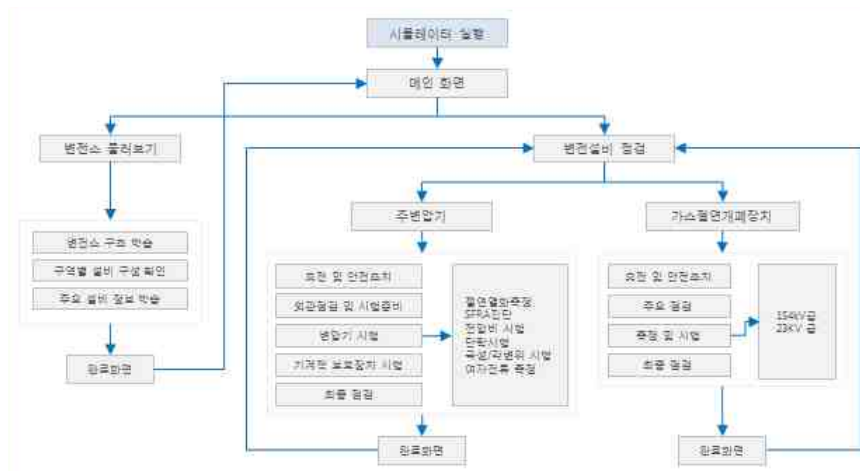 시뮬레이터 실행
메인 화면
변전소 둘러보기
변전설비 점검
주변압기
가스절연개폐장치
변전소 구조 학습
구역별 설비 구성 확인
주요 설비 정보 학습
완료화면
휴전 및 안전조치
외관점검 및 시험준비
변압기 시험
기계적 보호장치 시험
최종 점검
절연열화측정
SFRA진단
전압비 시험
단락시험
극성/각변위 시험
여자전류 측정
완료화면
휴전 및 안전조치
주요 점검
측정 및 시험
최종 점검
154kV급
23KV 급
완료화면